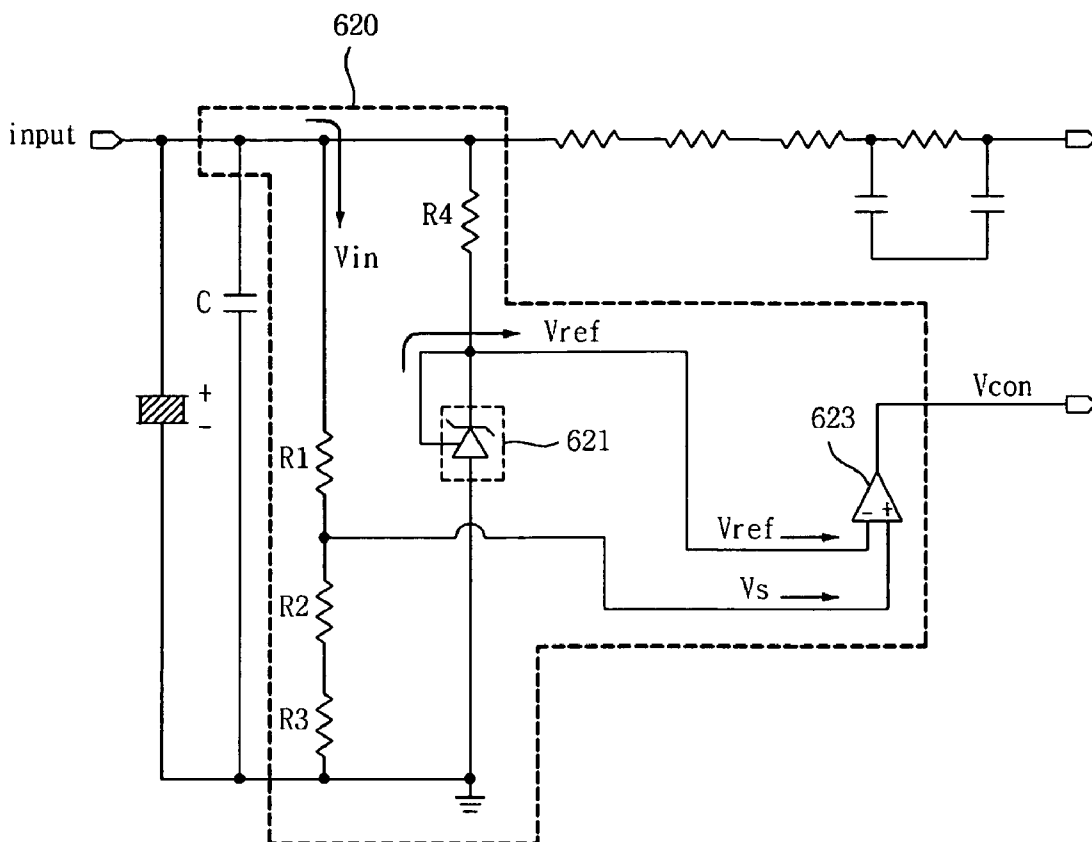 620
input
R4
Vin
C
Vref
Vcon
+
-
621
623
R1
- +
Vref
Vs
R2
R3